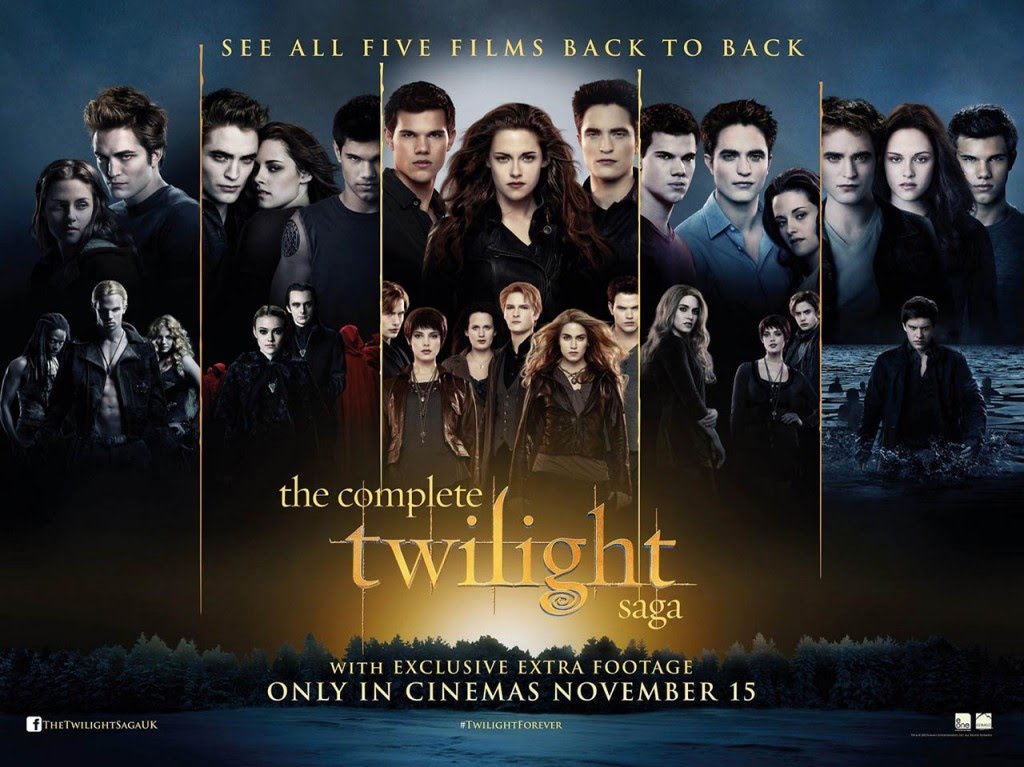 SEE ALL FIVE FILMS BACK TO BACK
the complete
twilight
saga
WITH EXCLUSIVE EXTRA FOOTAGE
ONLY IN CINEMAS NOVEMBER 15
f THETWILIGHTSAGAUK
#TWILIGHTFOREVER
one